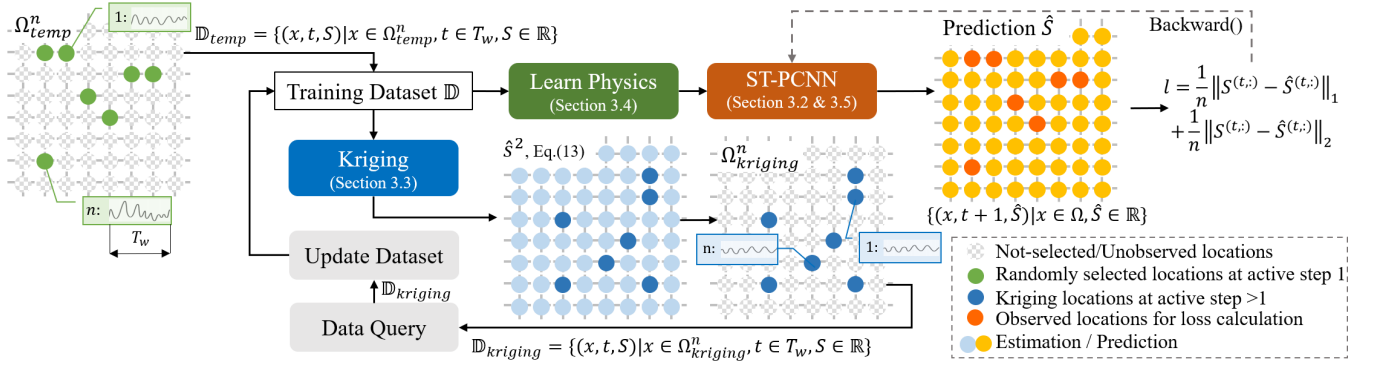 Ω^n_temp
1:
𝔻_temp = {(x, t, S)|x ∈ Ω^n_temp, t ∈ T_w, S ∈ ℝ}
n:
T_w
Training Dataset 𝔻
Learn Physics
(Section 3.4)
ST-PCNN
(Section 3.2 & 3.5)
Prediction Ŝ
Backward()
l = 1/n ‖S^(t,:) − Ŝ^(t,:)‖_1
+ 1/n ‖S^(t,:) − Ŝ^(t,:)‖_2
{(x, t + 1, Ŝ)|x ∈ Ω, Ŝ ∈ ℝ}
Kriging
(Section 3.3)
Ŝ^2, Eq.(13)
Ω^n_kriging
n:
1:
Update Dataset
𝔻_kriging
Data Query
𝔻_kriging = {(x, t, S)|x ∈ Ω^n_kriging, t ∈ T_w, S ∈ ℝ}
Not-selected/Unobserved locations
Randomly selected locations at active step 1
Kriging locations at active step >1
Observed locations for loss calculation
Estimation / Prediction